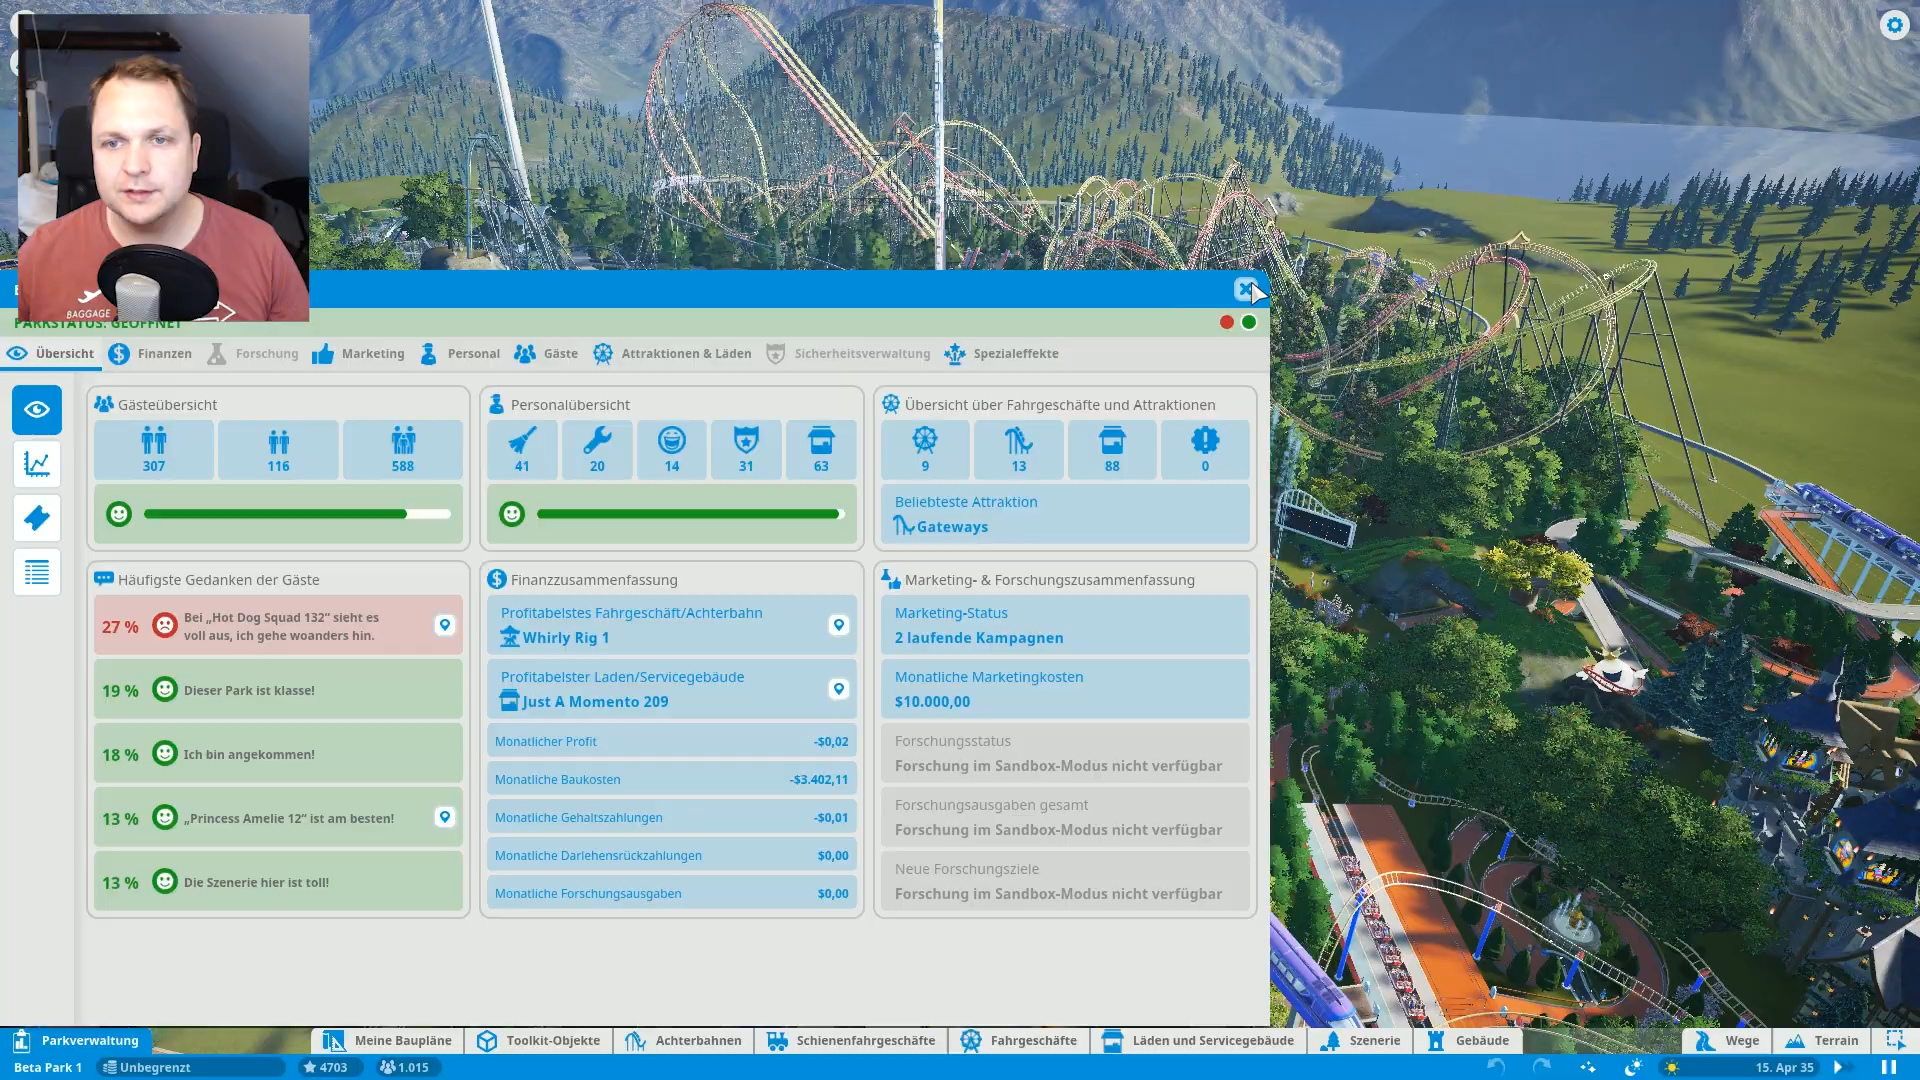 BAGGAGE
PARKSTATUS: GEÖFFNET
Übersicht
Finanzen
Forschung
Marketing
Personal
Gäste
Attraktionen & Läden
Sicherheitsverwaltung
Spezialeffekte
Gästeübersicht
307
116
588
Personalübersicht
41
20
14
31
63
Übersicht über Fahrgeschäfte und Attraktionen
9
13
88
0
Beliebteste Attraktion
Gateways
Häufigste Gedanken der Gäste
27 %
Bei „Hot Dog Squad 132“ sieht es
voll aus, ich gehe woanders hin.
19 %
Dieser Park ist klasse!
18 %
Ich bin angekommen!
13 %
„Princess Amelie 12“ ist am besten!
13 %
Die Szenerie hier ist toll!
Finanzzusammenfassung
Profitabelstes Fahrgeschäft/Achterbahn
Whirly Rig 1
Profitabelster Laden/Servicegebäude
Just A Momento 209
Monatlicher Profit -$0,02
Monatliche Baukosten -$3.402,11
Monatliche Gehaltszahlungen -$0,01
Monatliche Darlehensrückzahlungen $0,00
Monatliche Forschungsausgaben $0,00
Marketing- & Forschungszusammenfassung
Marketing-Status
2 laufende Kampagnen
Monatliche Marketingkosten
$10.000,00
Forschungsstatus
Forschung im Sandbox-Modus nicht verfügbar
Forschungsausgaben gesamt
Forschung im Sandbox-Modus nicht verfügbar
Neue Forschungsziele
Forschung im Sandbox-Modus nicht verfügbar
Parkverwaltung
Meine Baupläne
Toolkit-Objekte
Achterbahnen
Schienenfahrgeschäfte
Fahrgeschäfte
Läden und Servicegebäude
Szenerie
Gebäude
Wege
Terrain
Beta Park 1
Unbegrenzt
4703
1.015
15. Apr 35